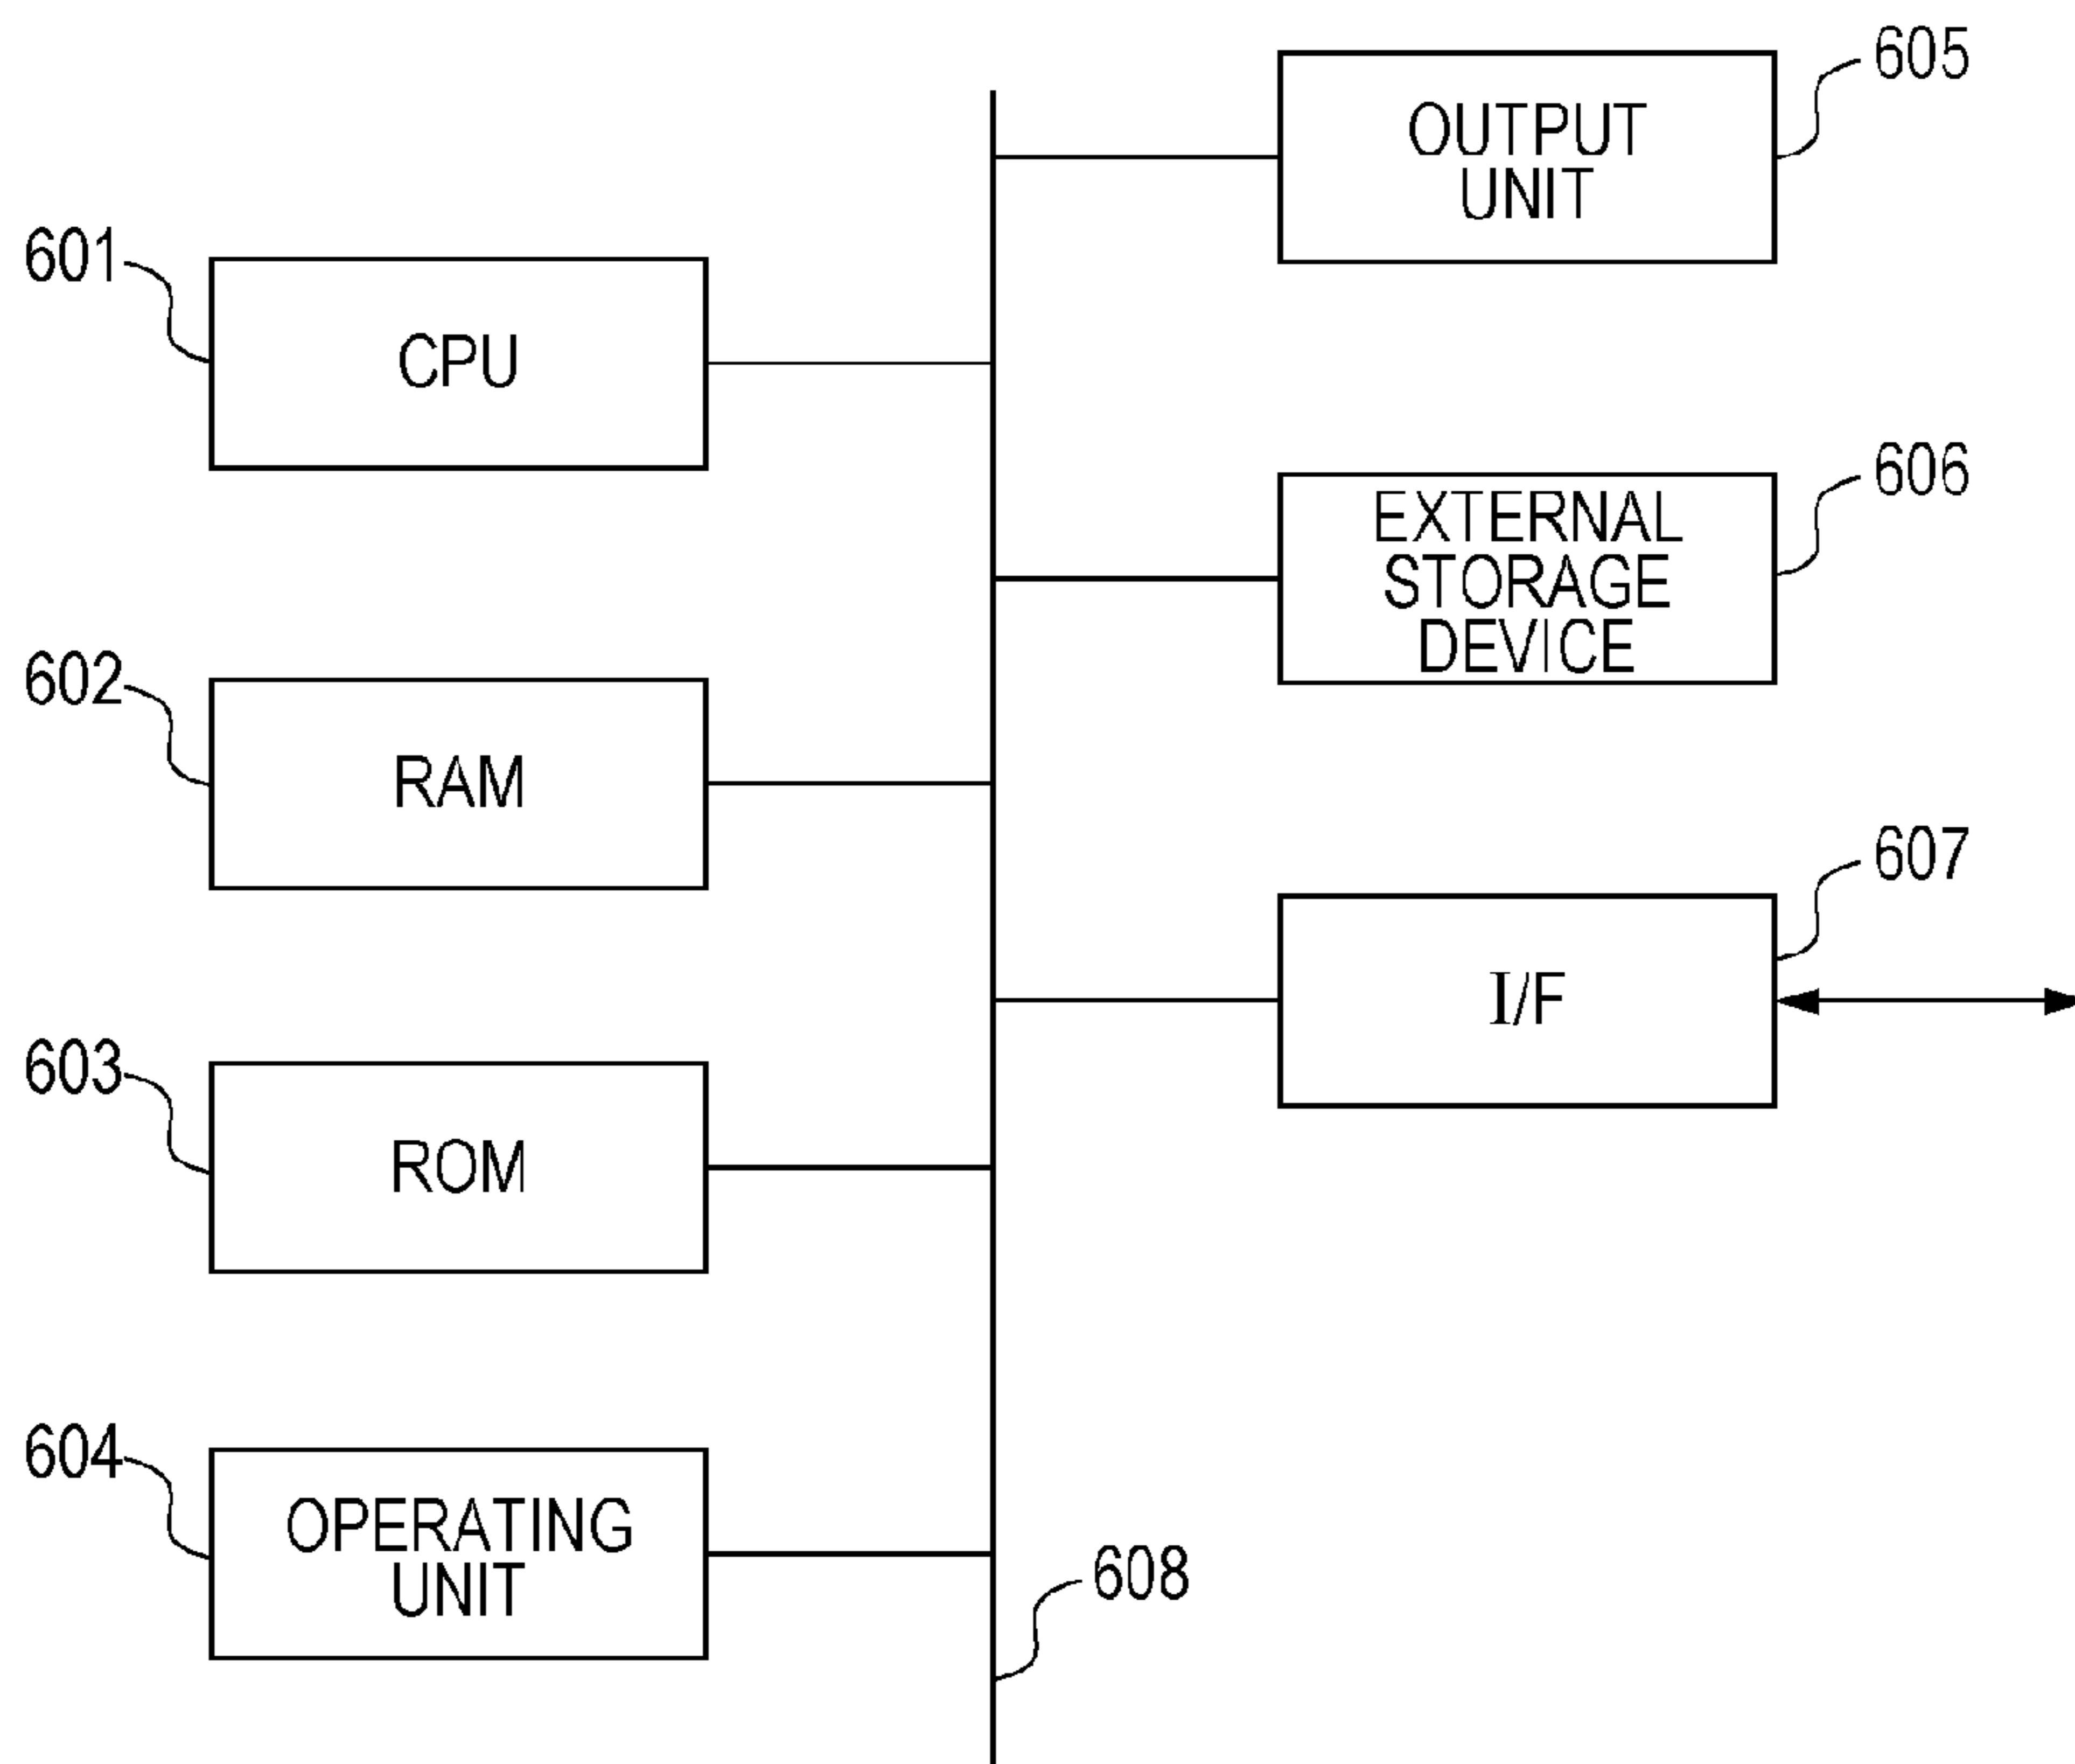 605
OUTPUT
UNIT
601
CPU
606
EXTERNAL
STORAGE
DEVICE
602
RAM
607
I/F
603
ROM
604
OPERATING
UNIT
608